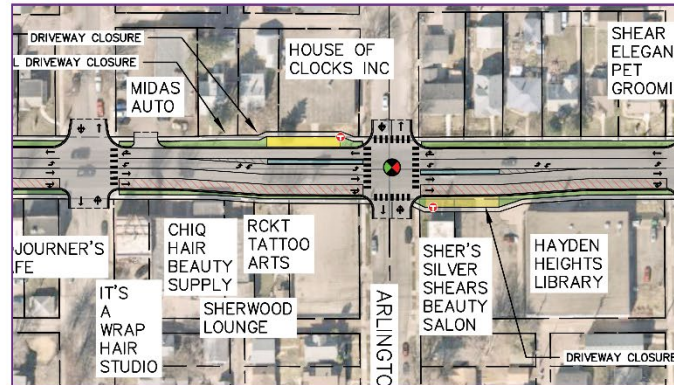 DRIVEWAY CLOSURE
L DRIVEWAY CLOSURE
MIDAS
AUTO
HOUSE OF
CLOCKS INC
SHEAR
ELEGAN
PET
GROOMI
T
T
OJOURNER'S
AFE
IT'S
A
WRAP
HAIR
STUDIO
CHIQ
HAIR
BEAUTY
SUPPLY
RCKT
TATTOO
ARTS
SHERWOOD
LOUNGE
ARLINGTO
SHER'S
SILVER
SHEARS
BEAUTY
SALON
HAYDEN
HEIGHTS
LIBRARY
DRIVEWAY CLOSURE